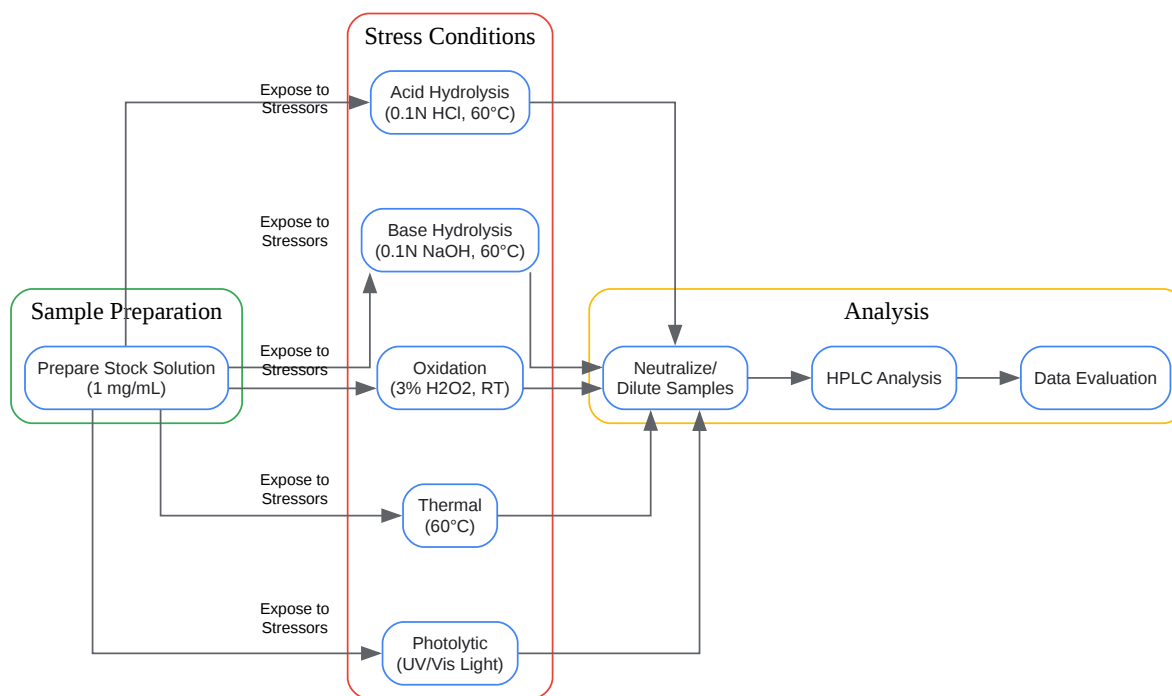 Stress Conditions
Expose to
Stressors
Acid Hydrolysis
(0.1N HCl, 60°C)
Expose to
Stressors
Base Hydrolysis
(0.1N NaOH, 60°C)
Sample Preparation
Analysis
Prepare Stock Solution
(1 mg/mL)
Expose to
Stressors
Oxidation
(3% H2O2, RT)
Neutralize/
Dilute Samples
HPLC Analysis
Data Evaluation
Expose to
Stressors
Thermal
(60°C)
Expose to
Stressors
Photolytic
(UV/Vis Light)